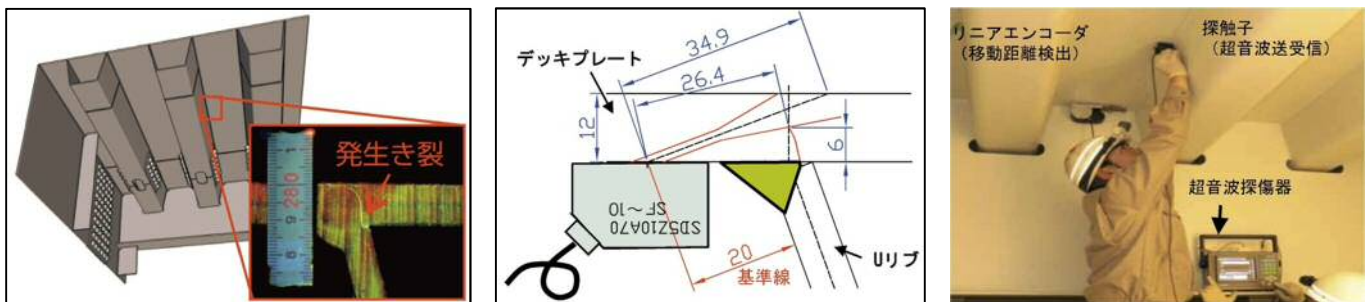 発生き裂
280
デッキプレート
34.9
26.4
12
6
SD5Z10A70
SF～10
20
基準線
Uリブ
リニアエンコーダ
（移動距離検出）
探触子
（超音波送受信）
超音波探傷器